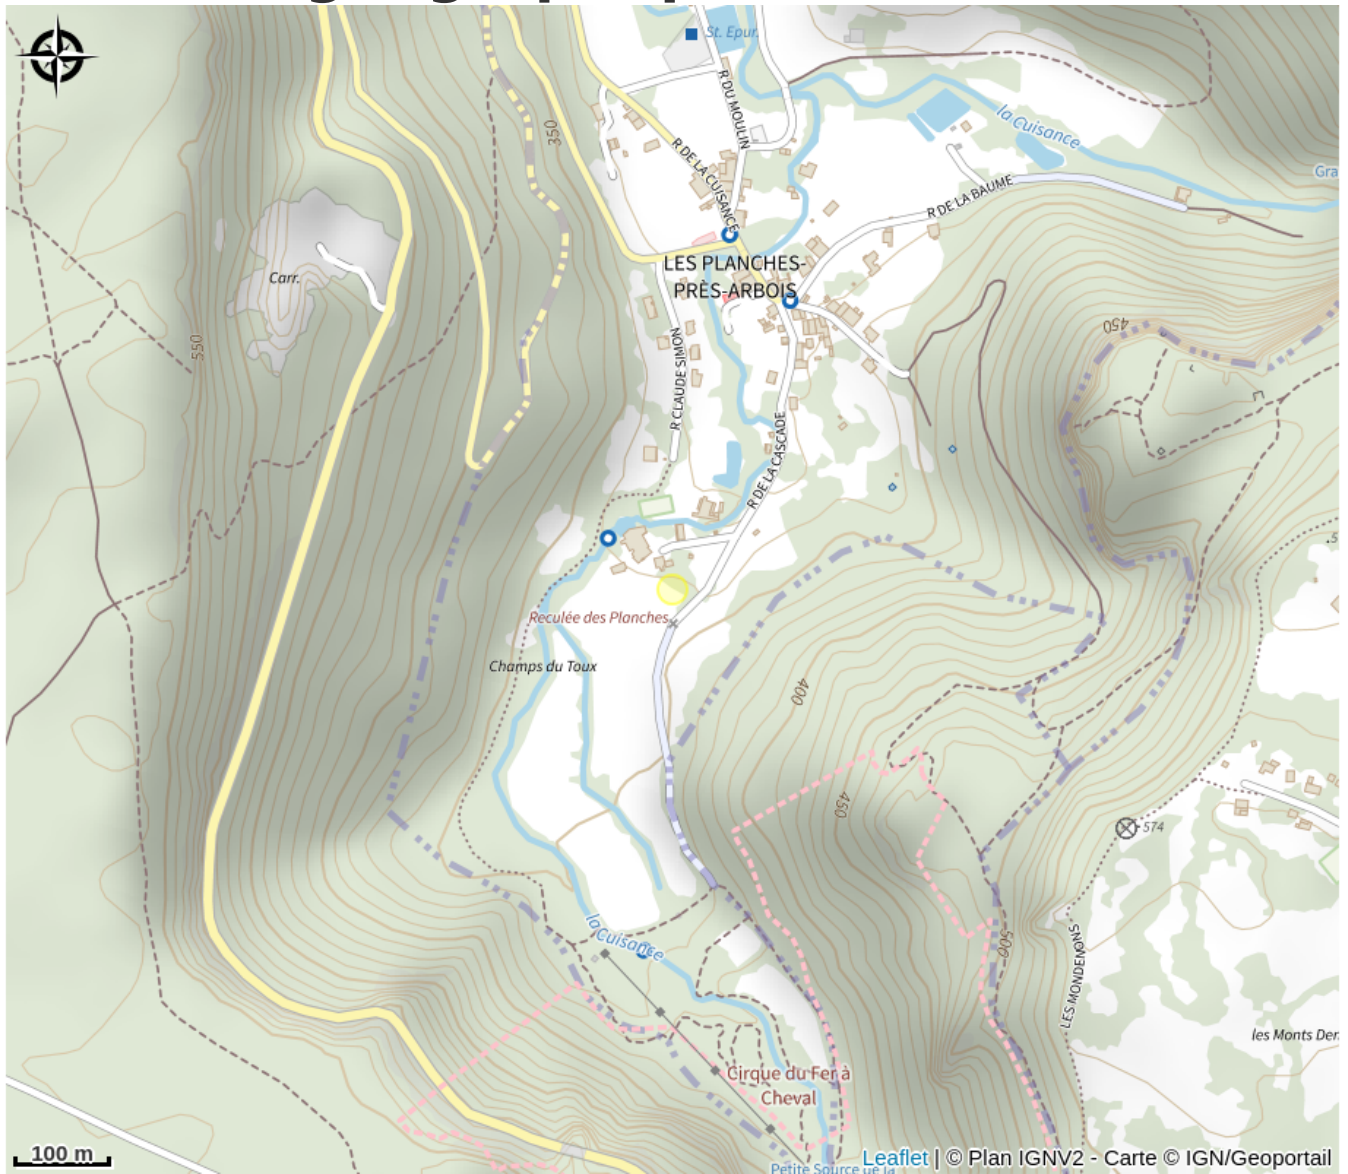 St. Epur.
R DU MOULIN
la Cuisance
350
R DE LA CUISANCE
Gra
R DE LA BAUME
LES PLANCHES-
PRÈS-ARBOIS
Carr.
450
550
R CLAUDE SIMON
R DE LA CASCADE
.5
Reculée des Planches
Champs du Toux
400
450
574
la Cuisance
500
LES MONDENONS
les Monts Der
Cirque du Fer à
Cheval
100 m
Leaflet | © Plan IGNV2 - Carte © IGN/Geoportail
Petite Source de la